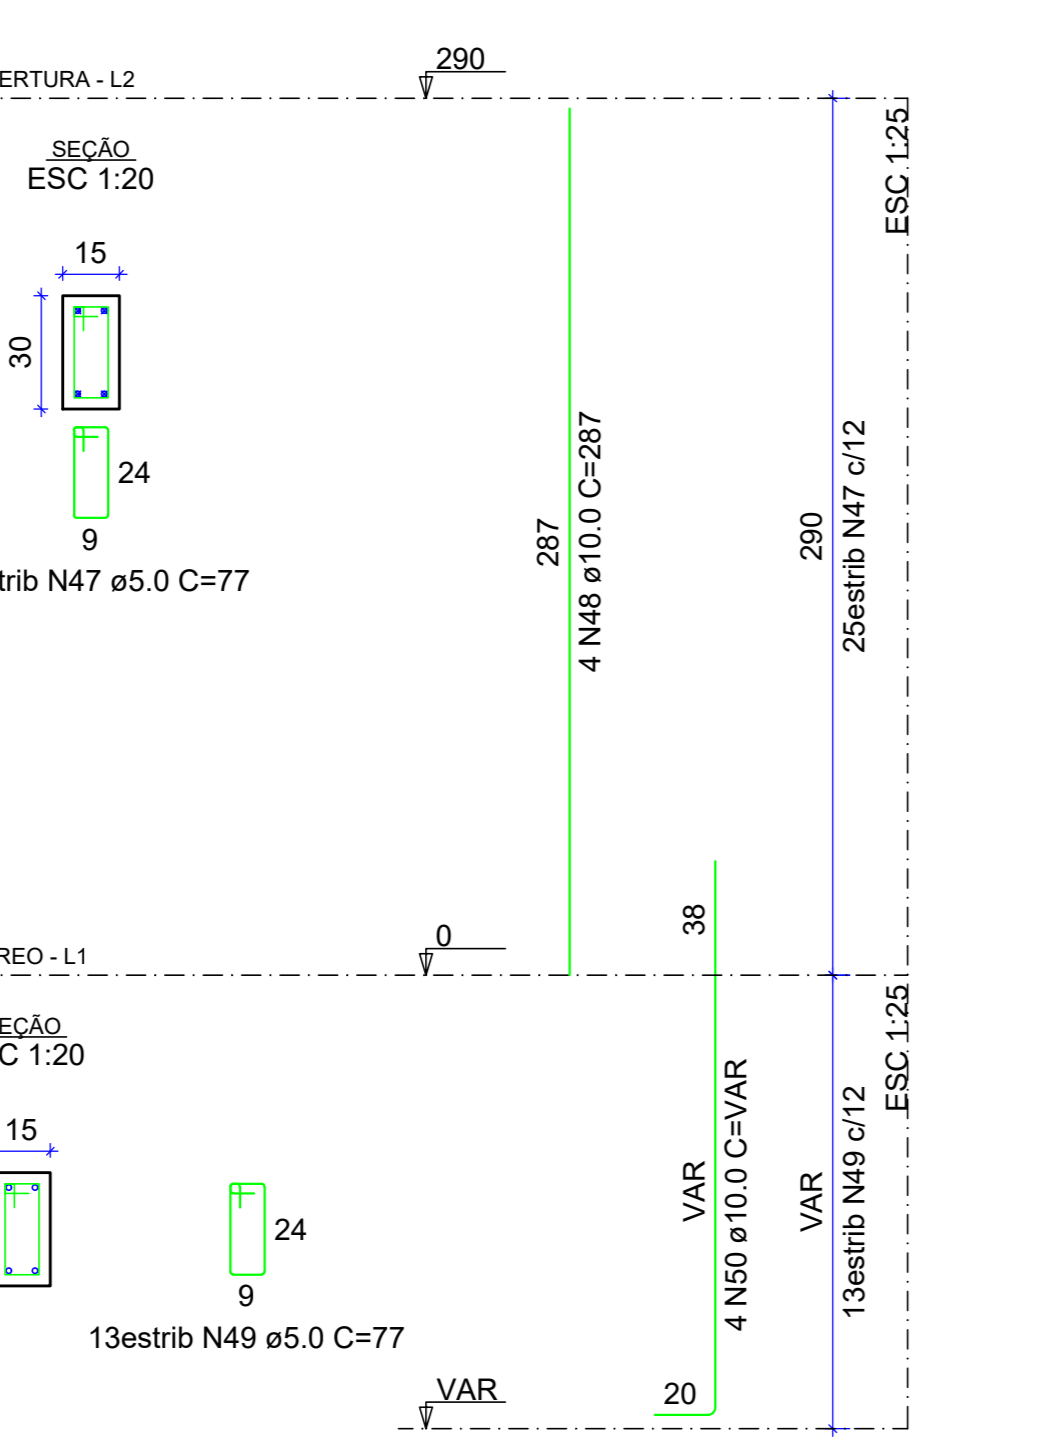 290
ERTURA - L2
SEÇÃO
ESC 1:20
ESC 1:25
15
30
24
9
trib N47 ø5.0 C=77
287
4 N48 ø10.0 C=287
290
25estrib N47 c/12
38
0
REO - L1
EÇÃO
C 1:20
ESC 1:25
15
24
9
13estrib N49 ø5.0 C=77
VAR
4 N50 ø10.0 C=VAR
VAR
13estrib N49 c/12
20
VAR